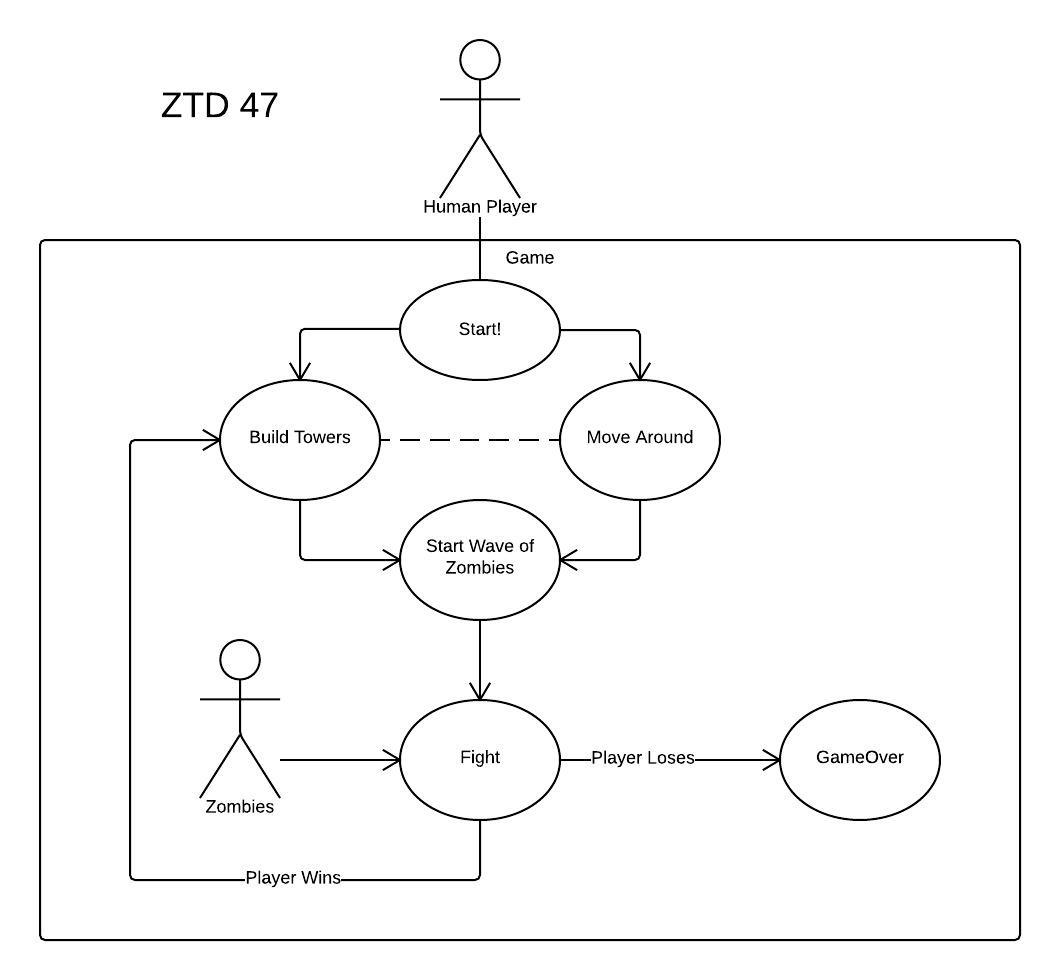 ZTD 47
Human Player
Game
Start!
Build Towers
Move Around
Start Wave of
Zombies
Fight
Player Loses
GameOver
Zombies
Player Wins